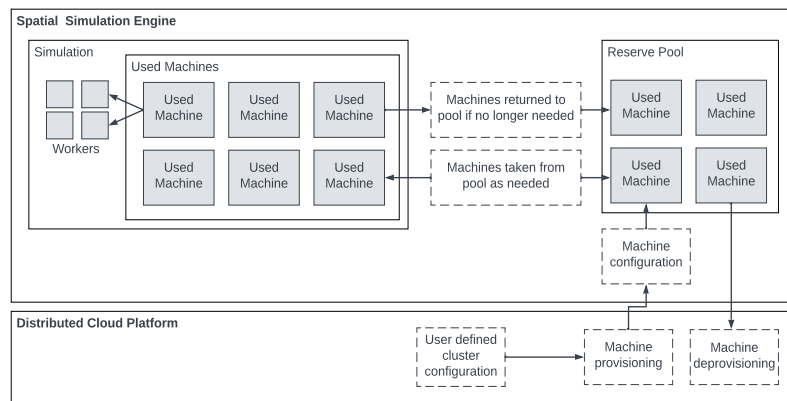 Spatial  Simulation Engine
Simulation
Workers
Used Machines
Used
Machine
Used
Machine
Used
Machine
Used
Machine
Used
Machine
Used
Machine
Machines returned to
pool if no longer needed
Machines taken from
pool as needed
Reserve Pool
Used
Machine
Used
Machine
Used
Machine
Used
Machine
Machine
configuration
Distributed Cloud Platform
User defined
cluster
configuration
Machine
provisioning
Machine
deprovisioning